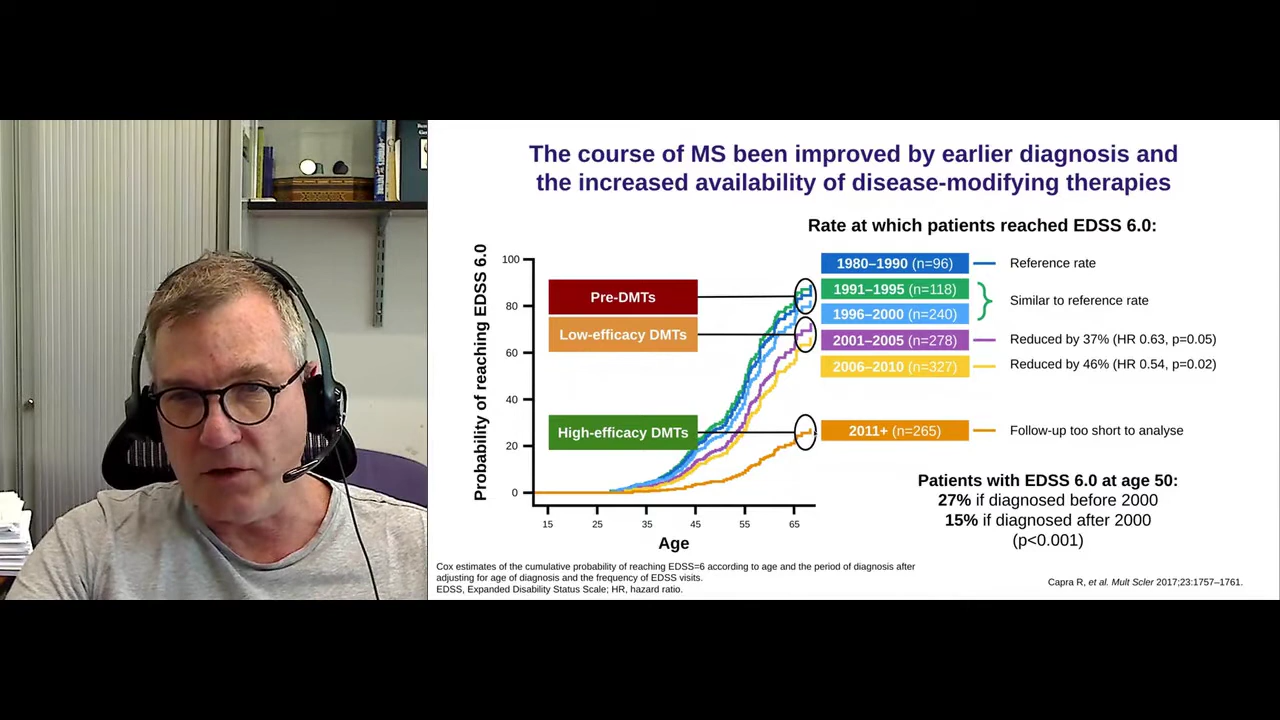 The course of MS been improved by earlier diagnosis and
the increased availability of disease-modifying therapies
Rate at which patients reached EDSS 6.0:
Probability of reaching EDSS 6.0
100
80
60
40
20
0
15 25 35 45 55 65
Age
Pre-DMTs
Low-efficacy DMTs
High-efficacy DMTs
1980–1990 (n=96) Reference rate
1991–1995 (n=118)
1996–2000 (n=240)
Similar to reference rate
2001–2005 (n=278) Reduced by 37% (HR 0.63, p=0.05)
2006–2010 (n=327) Reduced by 46% (HR 0.54, p=0.02)
2011+ (n=265) Follow-up too short to analyse
Patients with EDSS 6.0 at age 50:
27% if diagnosed before 2000
15% if diagnosed after 2000
(p<0.001)
Cox estimates of the cumulative probability of reaching EDSS=6 according to age and the period of diagnosis after
adjusting for age of diagnosis and the frequency of EDSS visits.
EDSS, Expanded Disability Status Scale; HR, hazard ratio.
Capra R, et al. Mult Scler 2017;23:1757–1761.